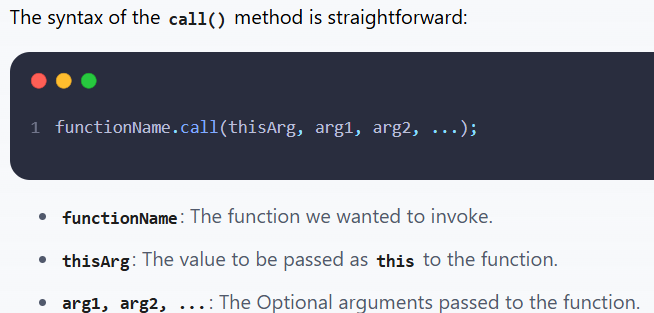 The syntax of the call() method is straightforward:
1 functionName.call(thisArg, arg1, arg2, ...);
• functionName: The function we wanted to invoke.
• thisArg: The value to be passed as this to the function.
• arg1, arg2, ...: The Optional arguments passed to the function.